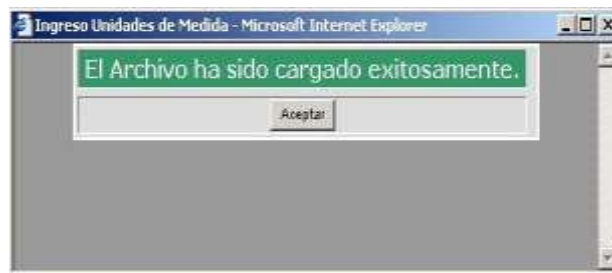 Ingreso Unidades de Medida - Microsoft Internet Explorer
El Archivo ha sido cargado exitosamente.
Aceptar